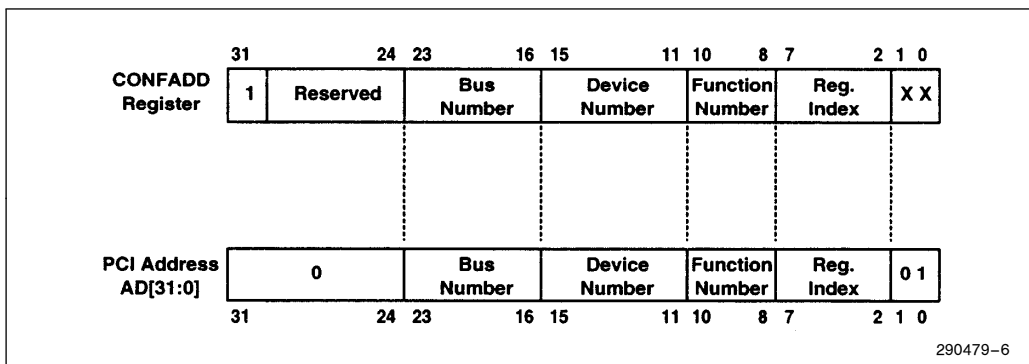 31 24 23 16 15 11 10 8 7 2 1 0
CONFADD
Register
1 Reserved
Bus
Number
Device
Number
Function
Number
Reg.
Index
X X
PCI Address
AD[31:0]
0
Bus
Number
Device
Number
Function
Number
Reg.
Index
0 1
31 24 23 16 15 11 10 8 7 2 1 0
290479–6